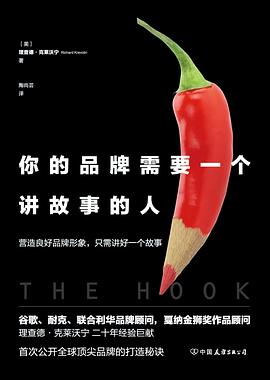 [美]
理查德·克莱沃宁 Richard Krevolin
著
陶尚芸
译
你的品牌需要一个
讲故事的人
营造良好品牌形象，只需讲好一个故事
THE HOOK
谷歌、耐克、联合利华品牌顾问，戛纳金狮奖作品顾问
理查德·克莱沃宁 二十年经验巨献
首次公开全球顶尖品牌的打造秘诀
中国友谊出版公司